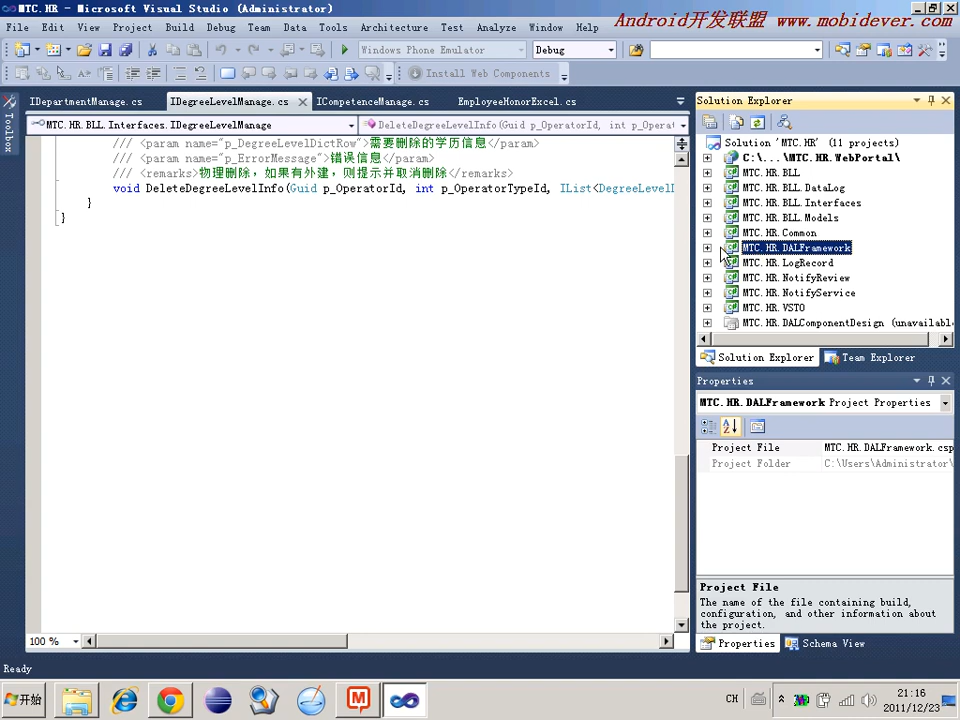 MTC.HR - Microsoft Visual Studio (Administrator)
Android开发联盟 www.mobidever.com
File Edit View Project Build Debug Team Data Tools Architecture Test Analyze Window Help
Windows Phone Emulator Debug
Install Web Components
Toolbox
IDepartmentManage.cs IDegreeLevelManage.cs ICompetenceManage.cs EmployeeHonorExcel.cs
MTC.HR.BLL.Interfaces.IDegreeLevelManage DeleteDegreeLevelInfo(Guid p_OperatorId, int p_Operat
/// <param name="p_DegreeLevelDictRow">需要删除的学历信息</param>
/// <param name="p_ErrorMessage">错误信息</param>
/// <remarks>物理删除，如果有外建，则提示并取消删除</remarks>
void DeleteDegreeLevelInfo(Guid p_OperatorId, int p_OperatorTypeId, IList<DegreeLevel
}
}
100 %
Solution Explorer
Solution 'MTC.HR' (11 projects)
C:\...\MTC.HR.WebPortal\
MTC.HR.BLL
MTC.HR.BLL.DataLog
MTC.HR.BLL.Interfaces
MTC.HR.BLL.Models
MTC.HR.Common
MTC.HR.DALFramework
MTC.HR.LogRecord
MTC.HR.NotifyReview
MTC.HR.NotifyService
MTC.HR.VSTO
MTC.HR.DALComponentDesign (unavailabl
Solution Explorer Team Explorer
Properties
MTC.HR.DALFramework Project Properties
Project File MTC.HR.DALFramework.csp
Project Folder C:\Users\Administrator\
Project File
The name of the file containing build, configuration, and other information about the project.
Properties Schema View
Ready
开始
CH
21:16
2011/12/23